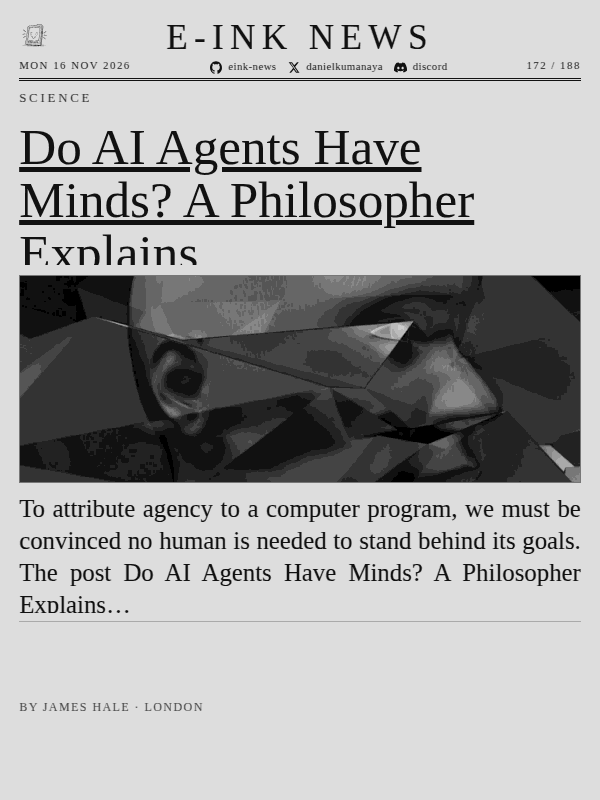 E-INK NEWS
MON 16 NOV 2026
eink-news
danielkumanaya
discord
172 / 188
SCIENCE
Do AI Agents Have
Minds? A Philosopher
Explains
To attribute agency to a computer program, we must be
convinced no human is needed to stand behind its goals.
The post Do AI Agents Have Minds? A Philosopher
Explains…
BY JAMES HALE · LONDON